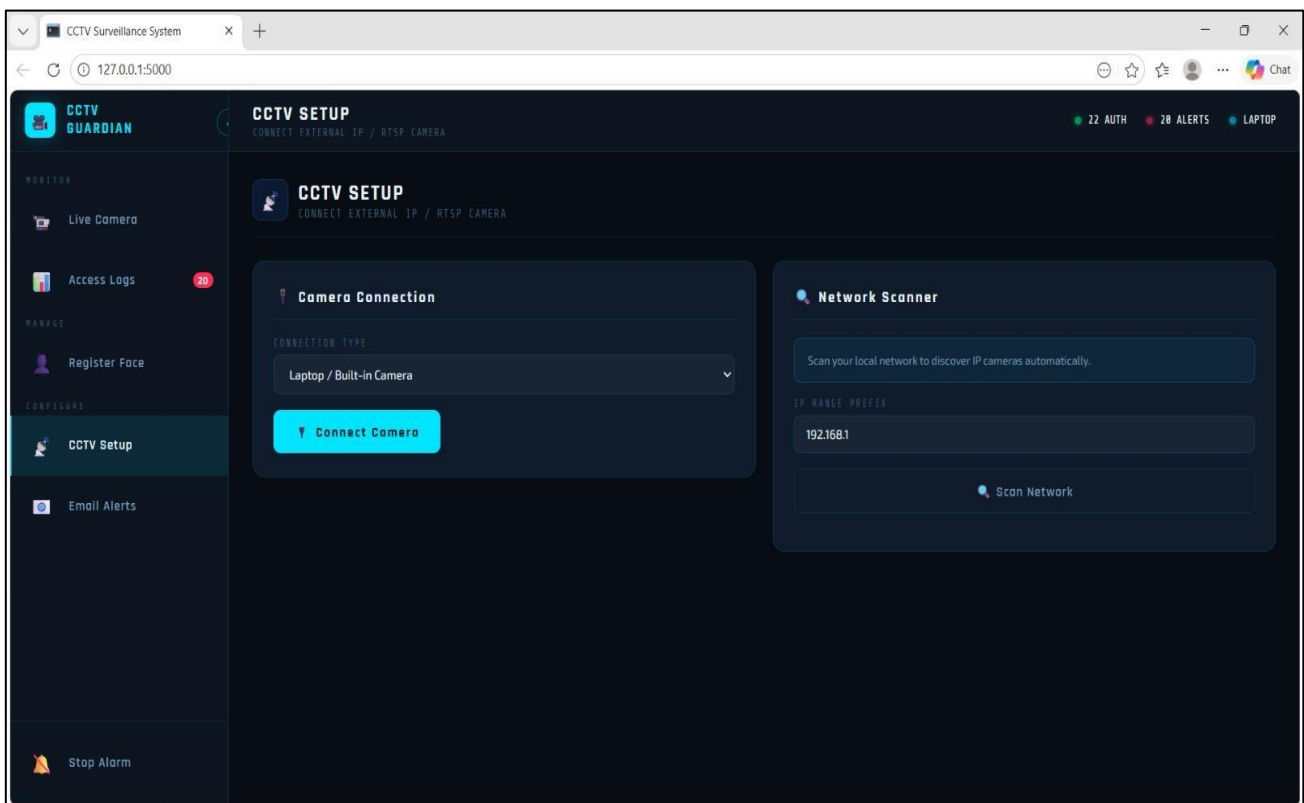 CCTV Surveillance System
127.0.0.1:5000
Chat
CCTV
GUARDIAN
CCTV SETUP
CONNECT EXTERNAL IP / RTSP CAMERA
22 AUTH
20 ALERTS
LAPTOP
MONITOR
Live Camera
Access Logs
20
MANAGE
Register Face
CONFIGURE
CCTV Setup
Email Alerts
Stop Alarm
CCTV SETUP
CONNECT EXTERNAL IP / RTSP CAMERA
Camera Connection
CONNECTION TYPE
Laptop / Built-in Camera
Connect Camera
Network Scanner
Scan your local network to discover IP cameras automatically.
IP RANGE PREFIX
192.168.1
Scan Network